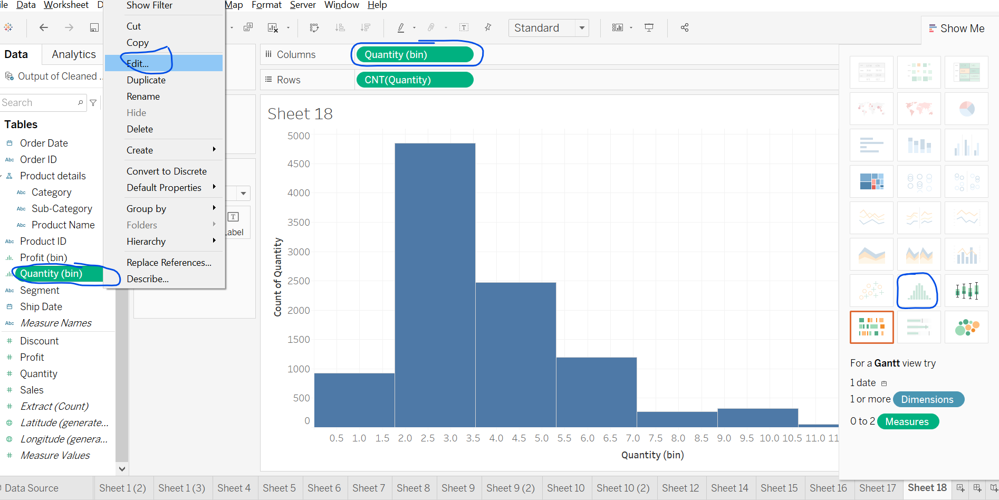 ile Data Worksheet D Map Format Server Window Help
Show Filter
Cut
Copy
Edit...
Duplicate
Rename
Hide
Delete
Create
Convert to Discrete
Default Properties
Group by
Folders
Hierarchy
Replace References...
Describe...
Standard
Show Me
Data Analytics
Output of Cleaned ...
Search
Tables
Order Date
Abc Order ID
Product details
Abc Category
Abc Sub-Category
Abc Product Name
Abc Product ID
Profit (bin)
Quantity (bin)
Abc Segment
Ship Date
Abc Measure Names
# Discount
# Profit
# Quantity
# Sales
# Extract (Count)
Latitude (generate...
Longitude (genera...
# Measure Values
T
Label
Columns Quantity (bin)
Rows CNT(Quantity)
Sheet 18
5000
4500
4000
3500
3000
2500
2000
1500
1000
500
0
Count of Quantity
0.5 1.0 1.5 2.0 2.5 3.0 3.5 4.0 4.5 5.0 5.5 6.0 6.5 7.0 7.5 8.0 8.5 9.0 9.5 10.0 10.5 11.0 11
Quantity (bin)
For a Gantt view try
1 date
1 or more Dimensions
0 to 2 Measures
Data Source Sheet 1 (2) Sheet 1 (3) Sheet 4 Sheet 5 Sheet 6 Sheet 7 Sheet 8 Sheet 9 Sheet 9 (2) Sheet 10 Sheet 10 (2) Sheet 12 Sheet 14 Sheet 15 Sheet 16 Sheet 17 Sheet 18